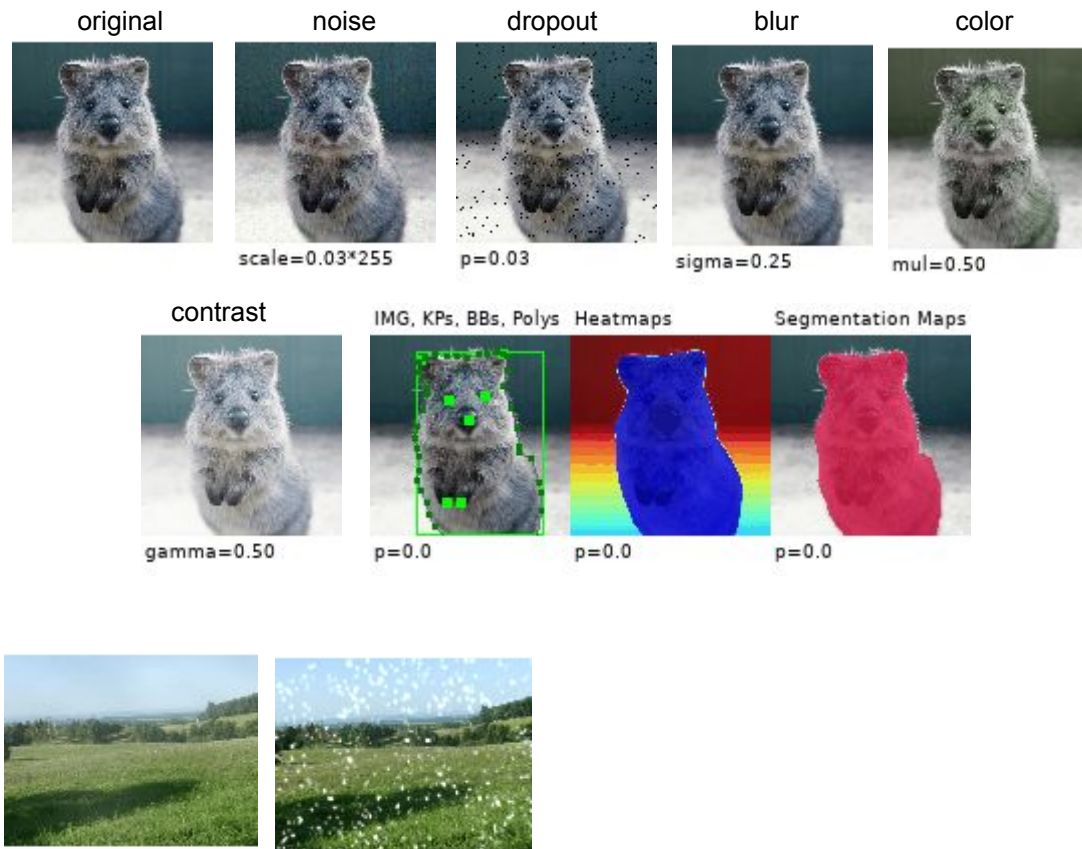 original noise dropout blur color
scale=0.03*255 p=0.03 sigma=0.25 mul=0.50
contrast IMG, KPs, BBs, Polys Heatmaps Segmentation Maps
gamma=0.50 p=0.0 p=0.0 p=0.0